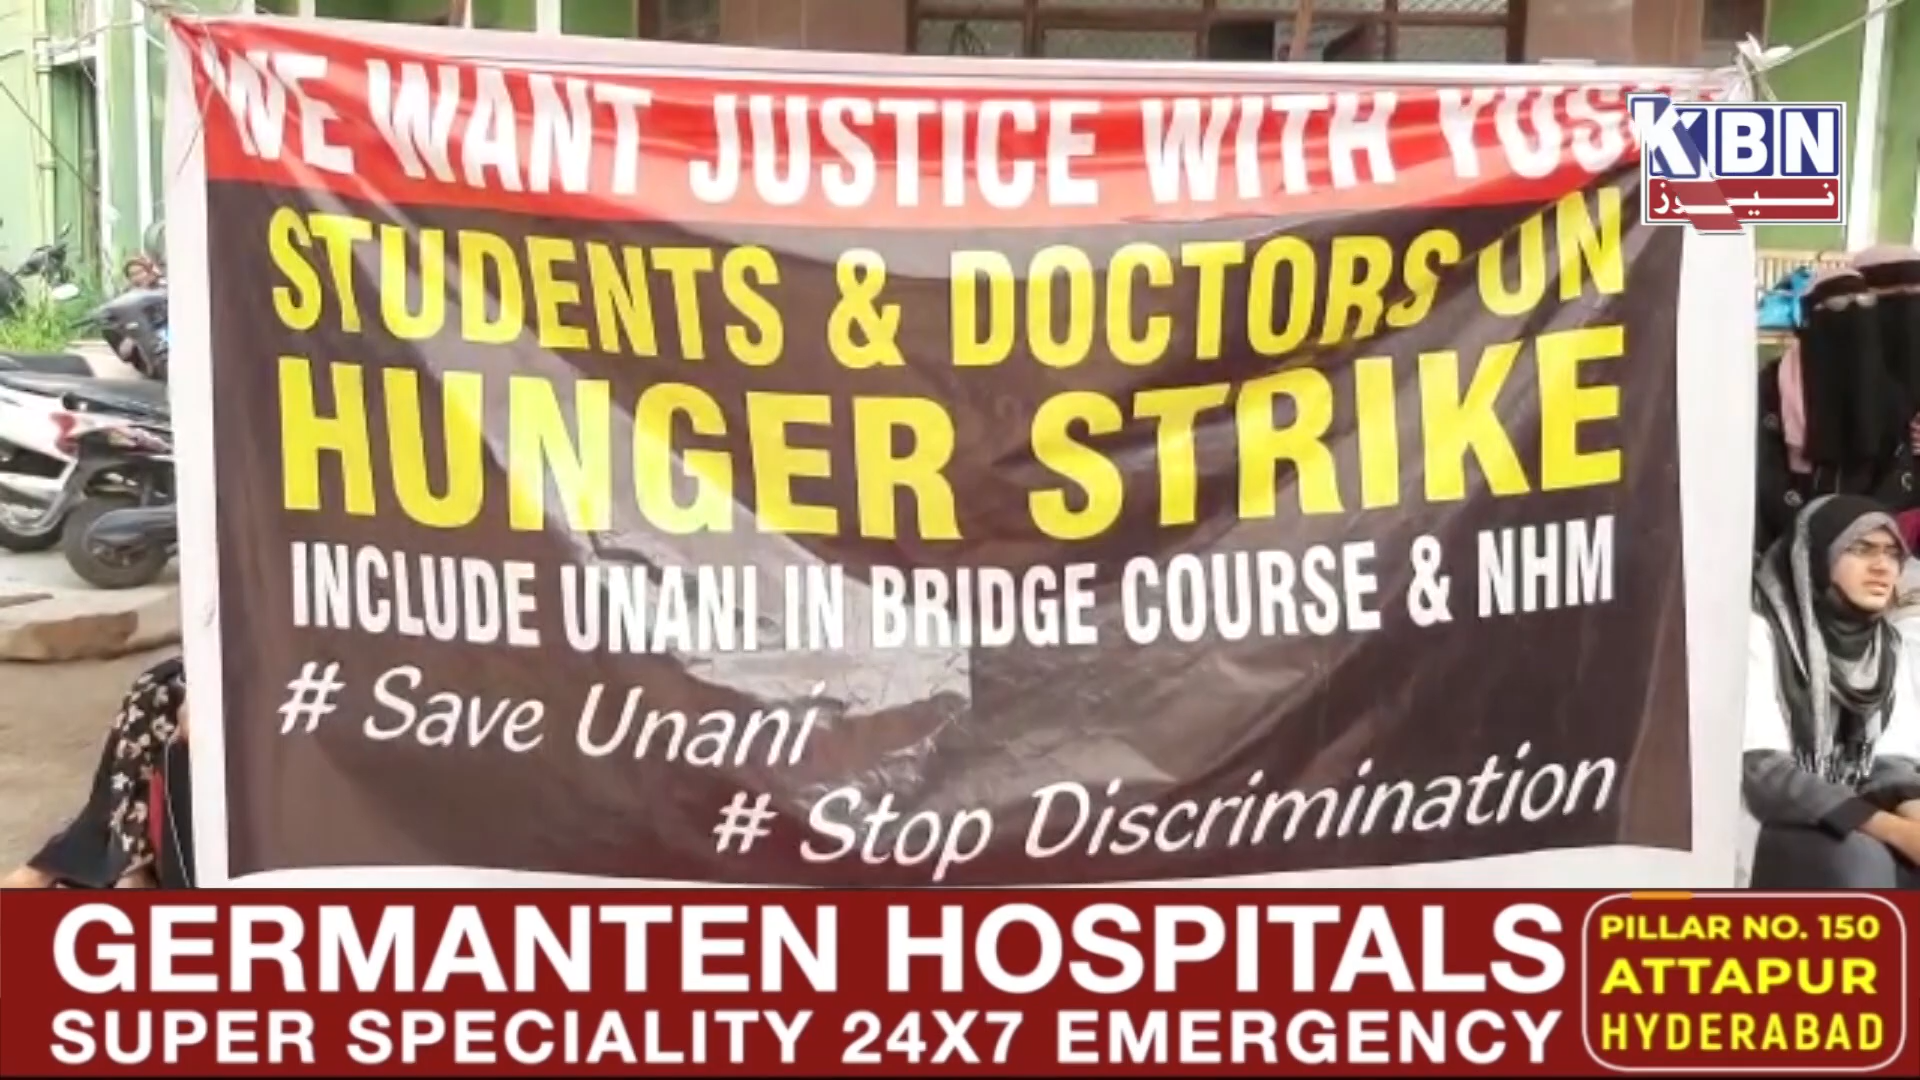 WE WANT JUSTICE WITH
STUDENTS & DOCTORS ON
HUNGER STRIKE
INCLUDE UNANI IN BRIDGE COURSE & NHM
# Save Unani
# Stop Discrimination
KBN
نیوز
GERMANTEN HOSPITALS
SUPER SPECIALITY 24X7 EMERGENCY
PILLAR NO. 150
ATTAPUR
HYDERABAD